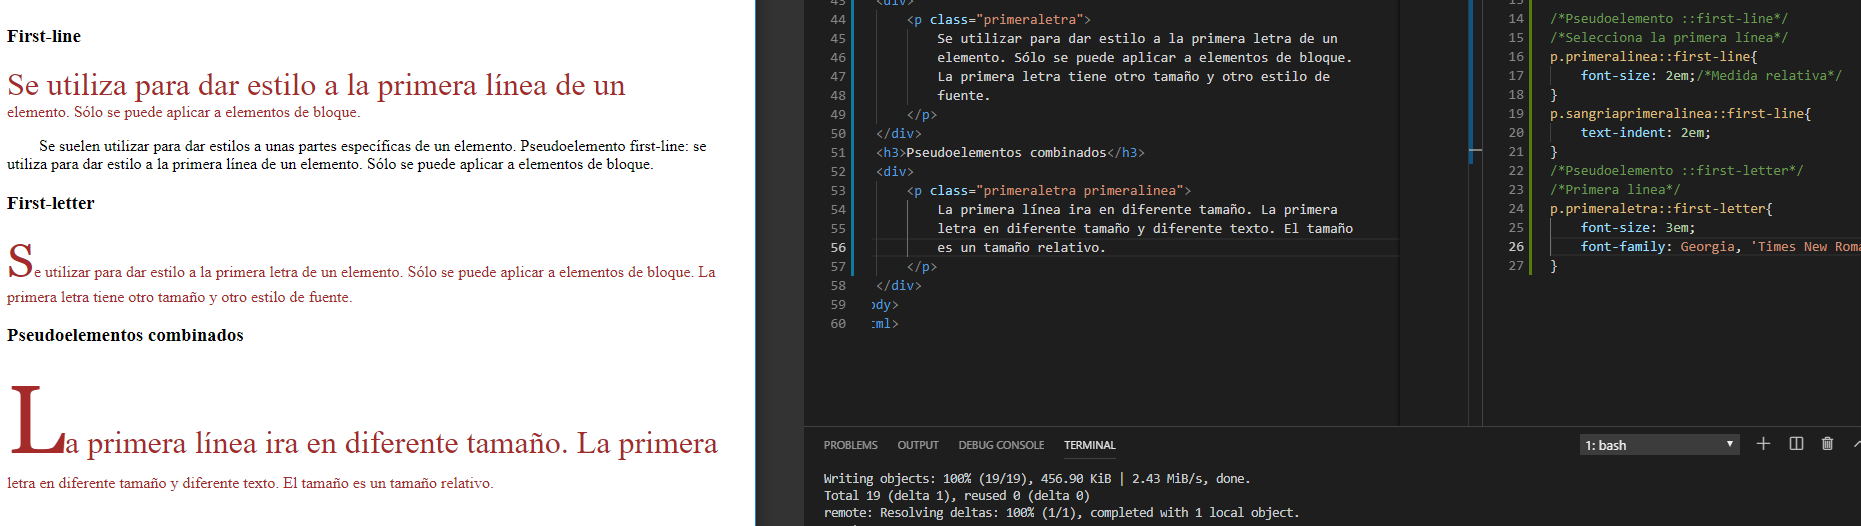 First-line
Se utiliza para dar estilo a la primera línea de un
elemento. Sólo se puede aplicar a elementos de bloque.
Se suelen utilizar para dar estilos a unas partes específicas de un elemento. Pseudoelemento first-line: se
utiliza para dar estilo a la primera línea de un elemento. Sólo se puede aplicar a elementos de bloque.
First-letter
Se utilizar para dar estilo a la primera letra de un elemento. Sólo se puede aplicar a elementos de bloque. La
primera letra tiene otro tamaño y otro estilo de fuente.
Pseudoelementos combinados
La primera línea ira en diferente tamaño. La primera
letra en diferente tamaño y diferente texto. El tamaño es un tamaño relativo.
43 <div>
44 <p class="primeraletra">
45 Se utilizar para dar estilo a la primera letra de un
46 elemento. Sólo se puede aplicar a elementos de bloque.
47 La primera letra tiene otro tamaño y otro estilo de
48 fuente.
49 </p>
50 </div>
51 <h3>Pseudoelementos combinados</h3>
52 <div>
53 <p class="primeraletra primeralinea">
54 La primera línea ira en diferente tamaño. La primera
55 letra en diferente tamaño y diferente texto. El tamaño
56 es un tamaño relativo.
57 </p>
58 </div>
59 ody>
60 tml>
14 /*Pseudoelemento ::first-line*/
15 /*Selecciona la primera línea*/
16 p.primeralinea::first-line{
17 font-size: 2em;/*Medida relativa*/
18 }
19 p.sangriaprimeralinea::first-line{
20 text-indent: 2em;
21 }
22 /*Pseudoelemento ::first-letter*/
23 /*Primera linea*/
24 p.primeraletra::first-letter{
25 font-size: 3em;
26 font-family: Georgia, 'Times New Roma
27 }
PROBLEMS OUTPUT DEBUG CONSOLE TERMINAL 1: bash
Writing objects: 100% (19/19), 456.90 KiB | 2.43 MiB/s, done.
Total 19 (delta 1), reused 0 (delta 0)
remote: Resolving deltas: 100% (1/1), completed with 1 local object.